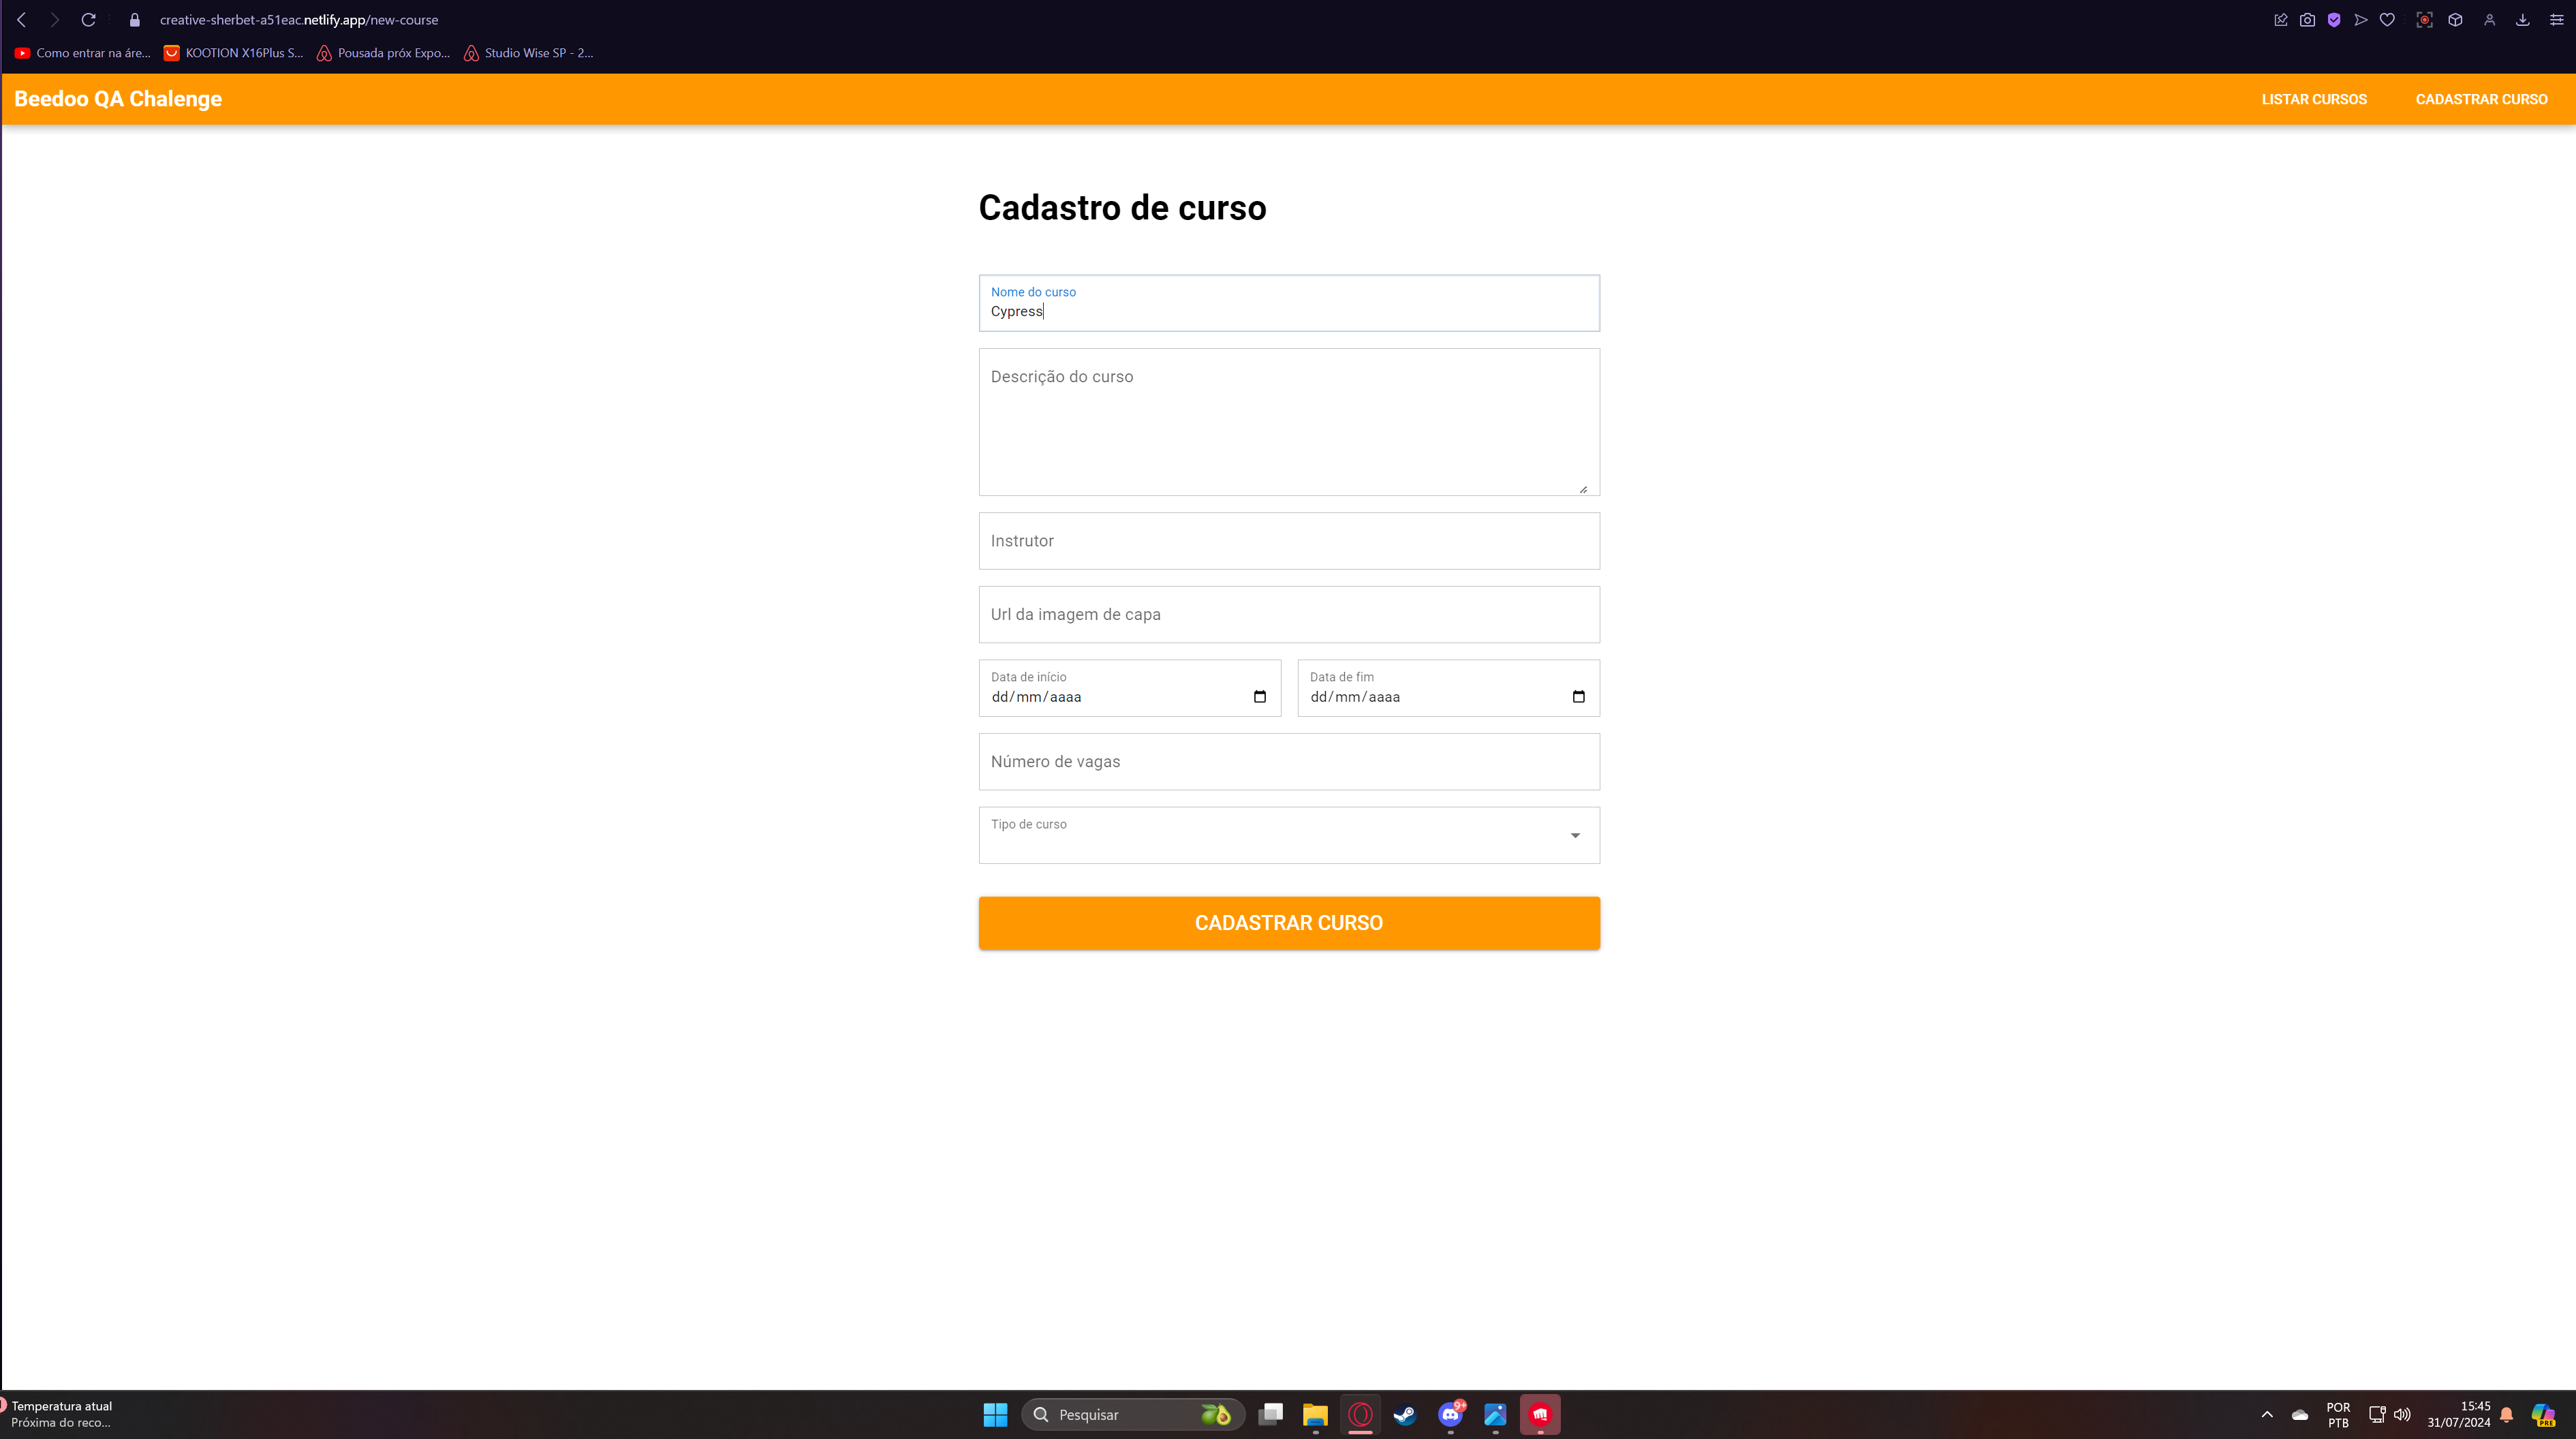 creative-sherbet-a51eac.netlify.app/new-course
Como entrar na áre... KOOTION X16Plus S... Pousada próx Expo... Studio Wise SP - 2...
Beedoo QA Chalenge LISTAR CURSOS CADASTRAR CURSO
Cadastro de curso
Nome do curso
Cypress
Descrição do curso
Instrutor
Url da imagem de capa
Data de início Data de fim
dd/mm/aaaa dd/mm/aaaa
Número de vagas
Tipo de curso
CADASTRAR CURSO
Temperatura atual
Próxima do reco...
Pesquisar
9+
POR
PTB
15:45
31/07/2024
PRE